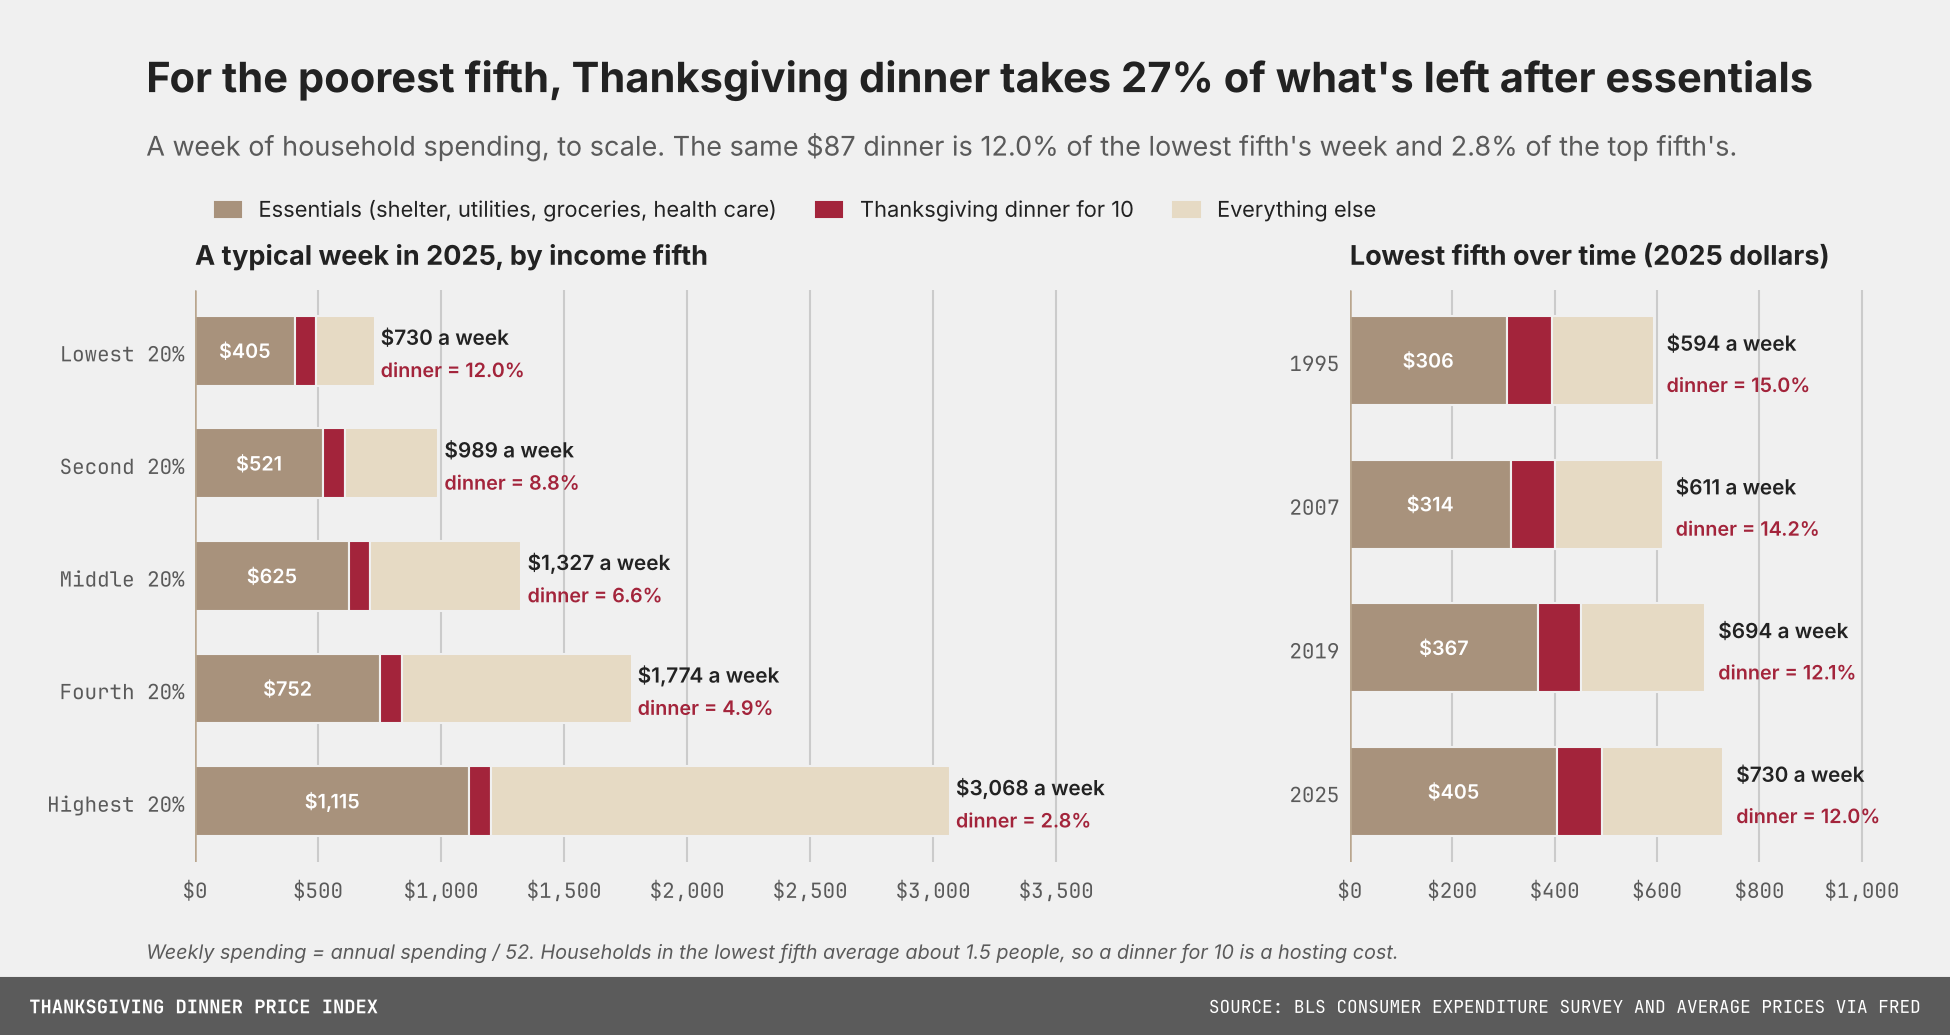 For the poorest fifth, Thanksgiving dinner takes 27% of what's left after essentials
A week of household spending, to scale. The same $87 dinner is 12.0% of the lowest fifth's week and 2.8% of the top fifth's.
Essentials (shelter, utilities, groceries, health care)
Thanksgiving dinner for 10
Everything else
A typical week in 2025, by income fifth
Lowest 20%
$405
$730 a week
dinner = 12.0%
Second 20%
$521
$989 a week
dinner = 8.8%
Middle 20%
$625
$1,327 a week
dinner = 6.6%
Fourth 20%
$752
$1,774 a week
dinner = 4.9%
Highest 20%
$1,115
$3,068 a week
dinner = 2.8%
$0
$500
$1,000
$1,500
$2,000
$2,500
$3,000
$3,500
Lowest fifth over time (2025 dollars)
1995
$306
$594 a week
dinner = 15.0%
2007
$314
$611 a week
dinner = 14.2%
2019
$367
$694 a week
dinner = 12.1%
2025
$405
$730 a week
dinner = 12.0%
$0
$200
$400
$600
$800
$1,000
Weekly spending = annual spending / 52. Households in the lowest fifth average about 1.5 people, so a dinner for 10 is a hosting cost.
THANKSGIVING DINNER PRICE INDEX
SOURCE: BLS CONSUMER EXPENDITURE SURVEY AND AVERAGE PRICES VIA FRED